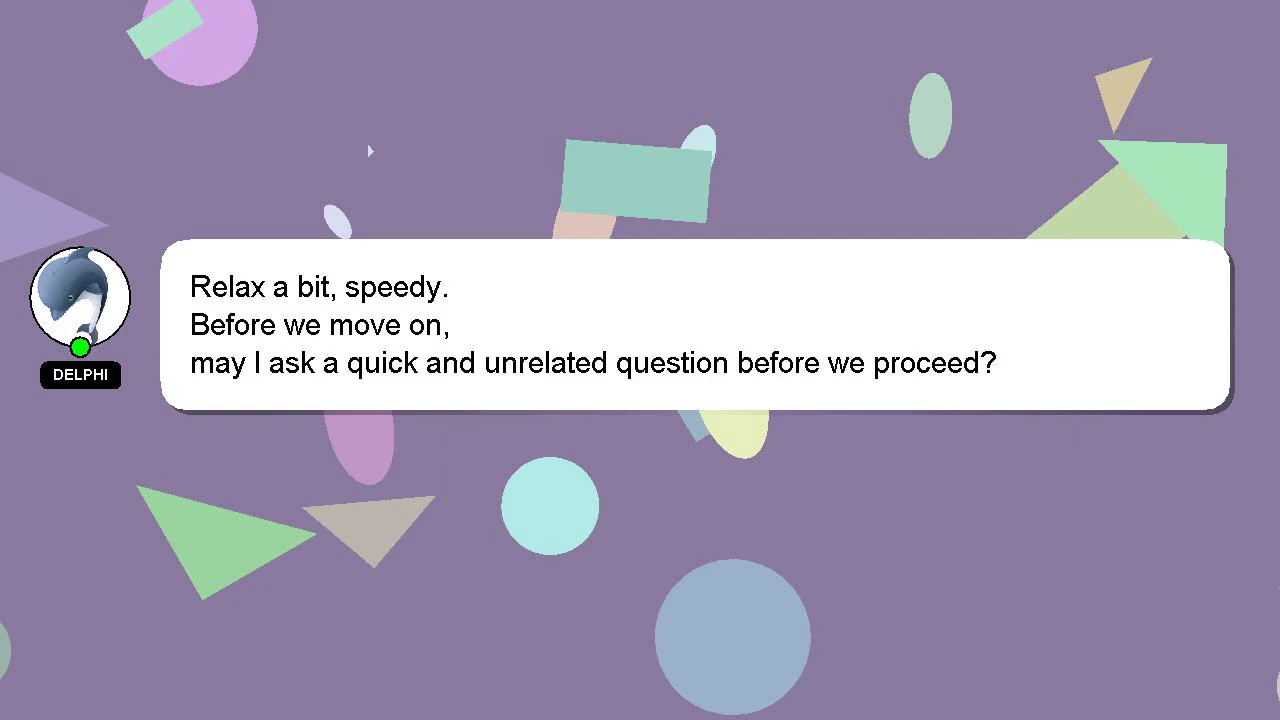 Relax a bit, speedy.
Before we move on,
may I ask a quick and unrelated question before we proceed?
DELPHI